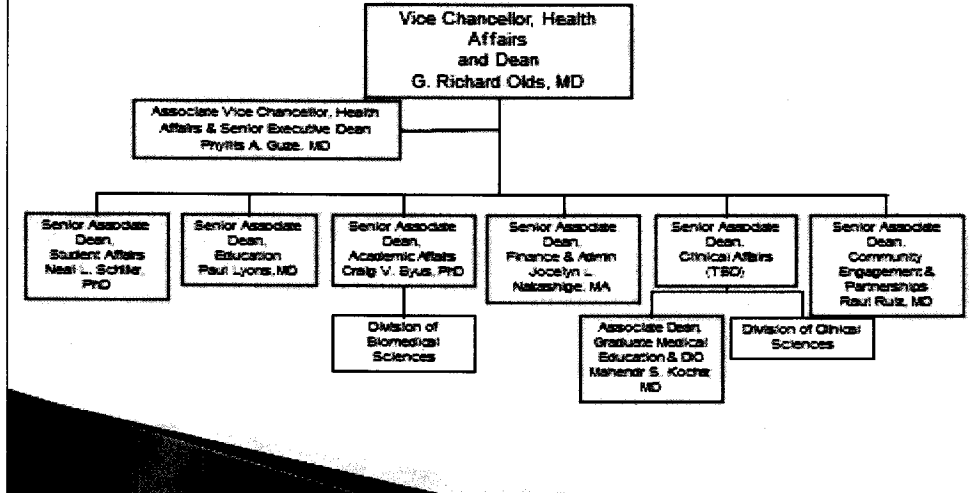 Vice Chancellor, Health
Affairs
and Dean
G. Richard Olds, MD
Associate Vice Chancellor, Health
Affairs & Senior Executive Dean
Phyllis A. Guze, MD
Senior Associate
Dean,
Student Affairs
Neal L. Schiller,
PhD
Senior Associate
Dean,
Education
Paul Lyons, MD
Senior Associate
Dean,
Academic Affairs
Craig V. Byus, PhD
Senior Associate
Dean,
Finance & Admin
Jocelyn L.
Nakashige, MA
Senior Associate
Dean,
Clinical Affairs
(TBD)
Senior Associate
Dean,
Community
Engagement &
Partnerships
Raul Ruiz, MD
Division of
Biomedical
Sciences
Associate Dean,
Graduate Medical
Education & DIO
Mahendr S. Kochar,
MD
Division of Clinical
Sciences